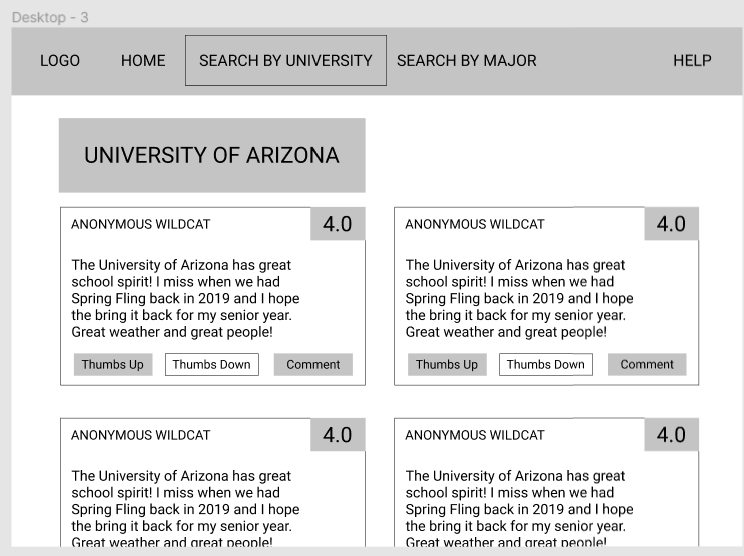 Desktop - 3
LOGO HOME SEARCH BY UNIVERSITY SEARCH BY MAJOR HELP
UNIVERSITY OF ARIZONA
ANONYMOUS WILDCAT 4.0
The University of Arizona has great
school spirit! I miss when we had
Spring Fling back in 2019 and I hope
the bring it back for my senior year.
Great weather and great people!
Thumbs Up Thumbs Down Comment
ANONYMOUS WILDCAT 4.0
The University of Arizona has great
school spirit! I miss when we had
Spring Fling back in 2019 and I hope
the bring it back for my senior year.
Great weather and great people!
Thumbs Up Thumbs Down Comment
ANONYMOUS WILDCAT 4.0
The University of Arizona has great
school spirit! I miss when we had
Spring Fling back in 2019 and I hope
the bring it back for my senior year.
Great weather and great people!
ANONYMOUS WILDCAT 4.0
The University of Arizona has great
school spirit! I miss when we had
Spring Fling back in 2019 and I hope
the bring it back for my senior year.
Great weather and great people!